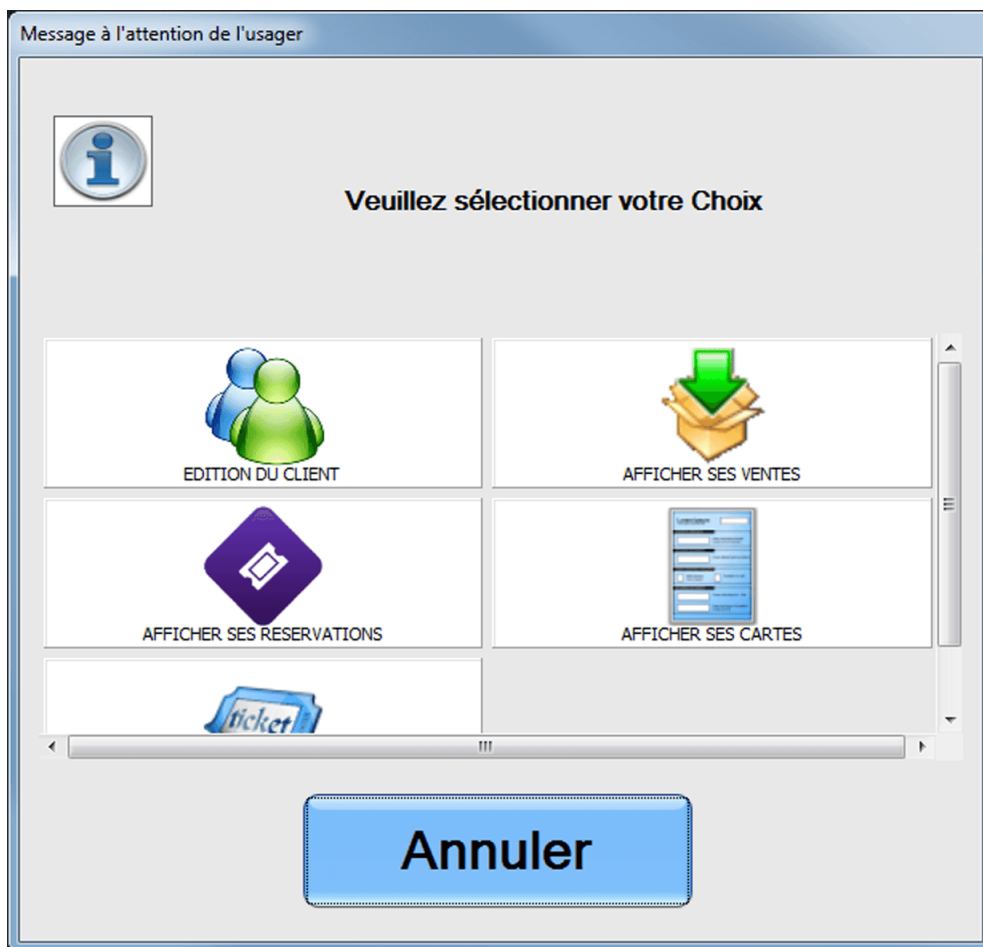 Message à l'attention de l'usager
Veuillez sélectionner votre Choix
EDITION DU CLIENT
AFFICHER SES VENTES
AFFICHER SES RESERVATIONS
AFFICHER SES CARTES
ticket
Annuler